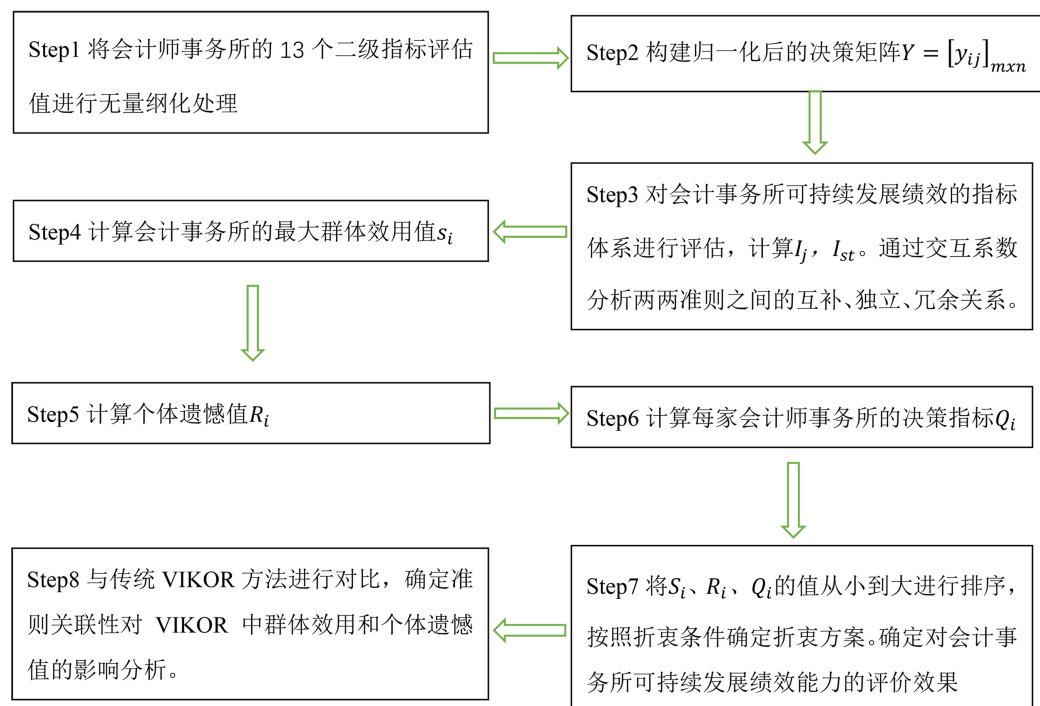 Step1 将会计师事务所的 13 个二级指标评估
值进行无量纲化处理
Step2 构建归一化后的决策矩阵Y = [y_{ij}]_{mxn}
Step3 对会计事务所可持续发展绩效的指标
体系进行评估，计算I_j，I_{st}。通过交互系数
分析两两准则之间的互补、独立、冗余关系。
Step4 计算会计事务所的最大群体效用值s_i
Step5 计算个体遗憾值R_i
Step6 计算每家会计师事务所的决策指标Q_i
Step7 将S_i、R_i、Q_i的值从小到大进行排序，
按照折衷条件确定折衷方案。确定对会计事
务所可持续发展绩效能力的评价效果
Step8 与传统 VIKOR 方法进行对比，确定准
则关联性对 VIKOR 中群体效用和个体遗憾
值的影响分析。